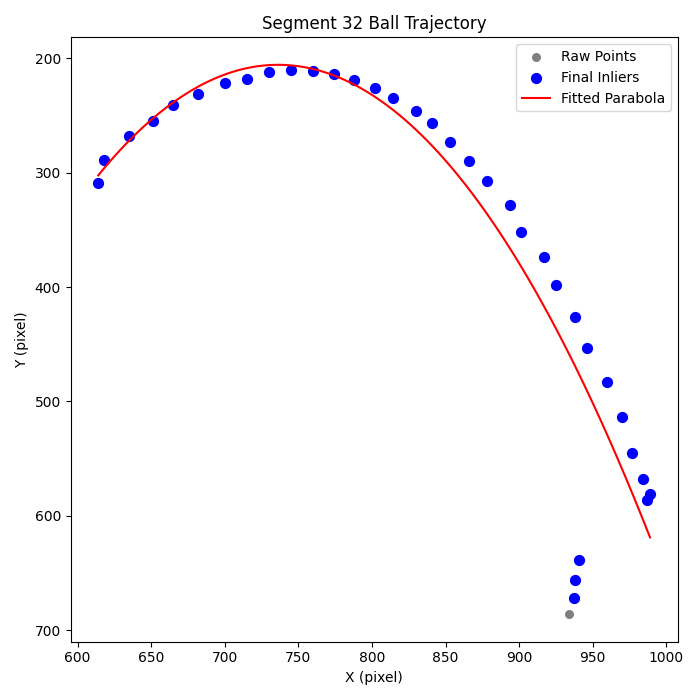 Segment 32 Ball Trajectory
Raw Points
Final Inliers
Fitted Parabola
Y (pixel)
200
300
400
500
600
700
600 650 700 750 800 850 900 950 1000
X (pixel)